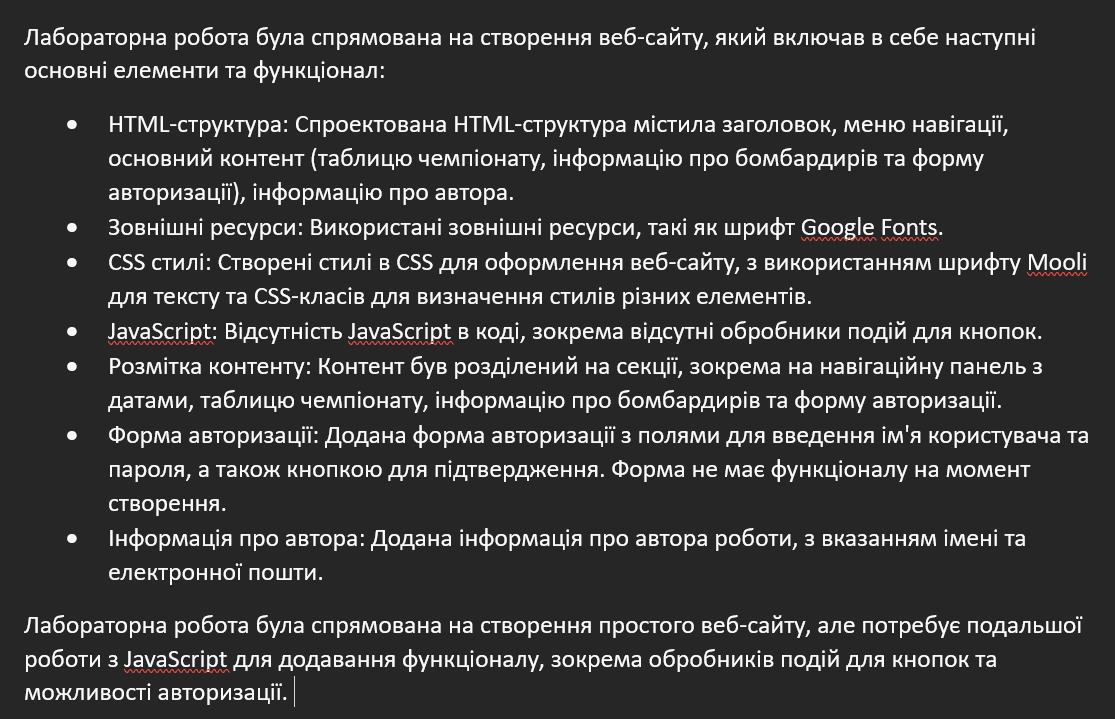 Лабораторна робота була спрямована на створення веб-сайту, який включав в себе наступні
основні елементи та функціонал:
• HTML-структура: Спроектована HTML-структура містила заголовок, меню навігації,
основний контент (таблицю чемпіонату, інформацію про бомбардирів та форму
авторизації), інформацію про автора.
• Зовнішні ресурси: Використані зовнішні ресурси, такі як шрифт Google Fonts.
• CSS стилі: Створені стилі в CSS для оформлення веб-сайту, з використанням шрифту Mooli
для тексту та CSS-класів для визначення стилів різних елементів.
• JavaScript: Відсутність JavaScript в коді, зокрема відсутні обробники подій для кнопок.
• Розмітка контенту: Контент був розділений на секції, зокрема на навігаційну панель з
датами, таблицю чемпіонату, інформацію про бомбардирів та форму авторизації.
• Форма авторизації: Додана форма авторизації з полями для введення ім'я користувача та
пароля, а також кнопкою для підтвердження. Форма не має функціоналу на момент
створення.
• Інформація про автора: Додана інформація про автора роботи, з вказанням імені та
електронної пошти.
Лабораторна робота була спрямована на створення простого веб-сайту, але потребує подальшої
роботи з JavaScript для додавання функціоналу, зокрема обробників подій для кнопок та
можливості авторизації.